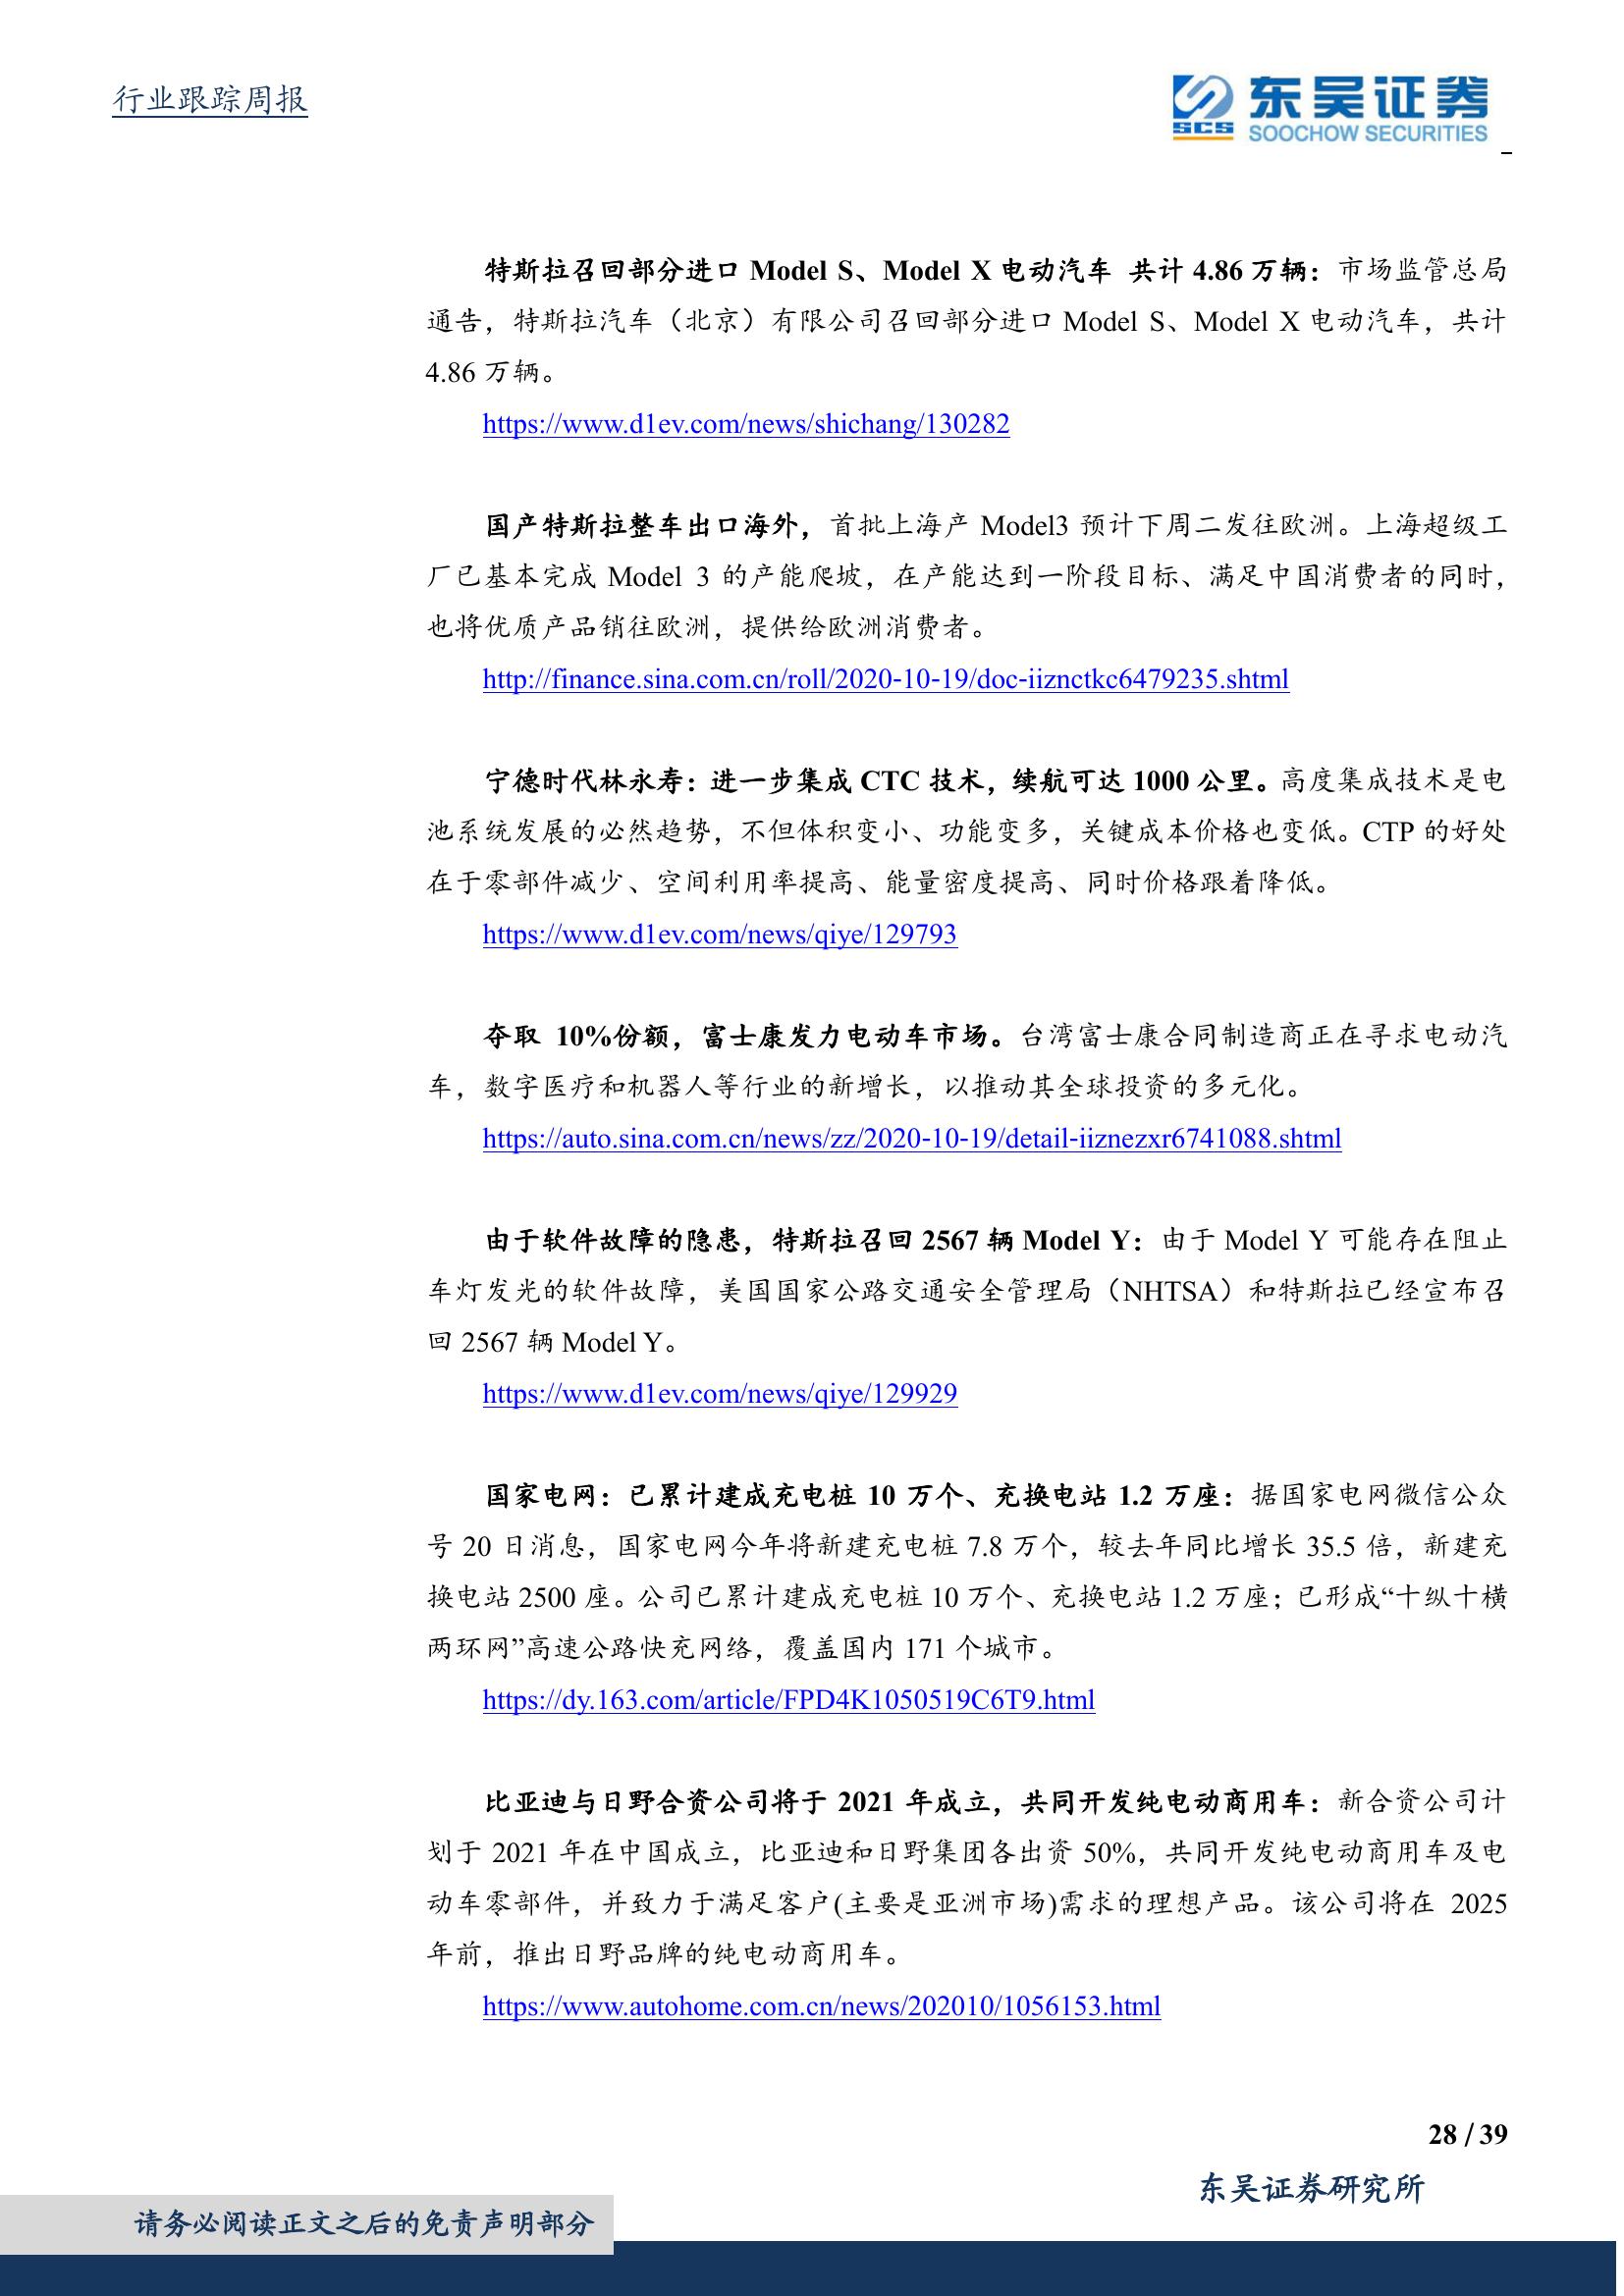 行业跟踪周报
SCS
东吴证券
SOOCHOW SECURITIES
特斯拉召回部分进口 Model S、Model X 电动汽车 共计 4.86 万辆：市场监管总局
通告，特斯拉汽车（北京）有限公司召回部分进口 Model S、Model X 电动汽车，共计
4.86 万辆。
https://www.d1ev.com/news/shichang/130282
国产特斯拉整车出口海外，首批上海产 Model3 预计下周二发往欧洲。上海超级工
厂已基本完成 Model 3 的产能爬坡，在产能达到一阶段目标、满足中国消费者的同时，
也将优质产品销往欧洲，提供给欧洲消费者。
http://finance.sina.com.cn/roll/2020-10-19/doc-iiznctkc6479235.shtml
宁德时代林永寿：进一步集成 CTC 技术，续航可达 1000 公里。高度集成技术是电
池系统发展的必然趋势，不但体积变小、功能变多，关键成本价格也变低。CTP 的好处
在于零部件减少、空间利用率提高、能量密度提高、同时价格跟着降低。
https://www.d1ev.com/news/qiye/129793
夺取 10%份额，富士康发力电动车市场。台湾富士康合同制造商正在寻求电动汽
车，数字医疗和机器人等行业的新增长，以推动其全球投资的多元化。
https://auto.sina.com.cn/news/zz/2020-10-19/detail-iiznezxr6741088.shtml
由于软件故障的隐患，特斯拉召回 2567 辆 Model Y：由于 Model Y 可能存在阻止
车灯发光的软件故障，美国国家公路交通安全管理局（NHTSA）和特斯拉已经宣布召
回 2567 辆 Model Y。
https://www.d1ev.com/news/qiye/129929
国家电网：已累计建成充电桩 10 万个、充换电站 1.2 万座：据国家电网微信公众
号 20 日消息，国家电网今年将新建充电桩 7.8 万个，较去年同比增长 35.5 倍，新建充
换电站 2500 座。公司已累计建成充电桩 10 万个、充换电站 1.2 万座；已形成“十纵十横
两环网”高速公路快充网络，覆盖国内 171 个城市。
https://dy.163.com/article/FPD4K1050519C6T9.html
比亚迪与日野合资公司将于 2021 年成立，共同开发纯电动商用车：新合资公司计
划于 2021 年在中国成立，比亚迪和日野集团各出资 50%，共同开发纯电动商用车及电
动车零部件，并致力于满足客户(主要是亚洲市场)需求的理想产品。该公司将在 2025
年前，推出日野品牌的纯电动商用车。
https://www.autohome.com.cn/news/202010/1056153.html
28 / 39
东吴证券研究所
请务必阅读正文之后的免责声明部分